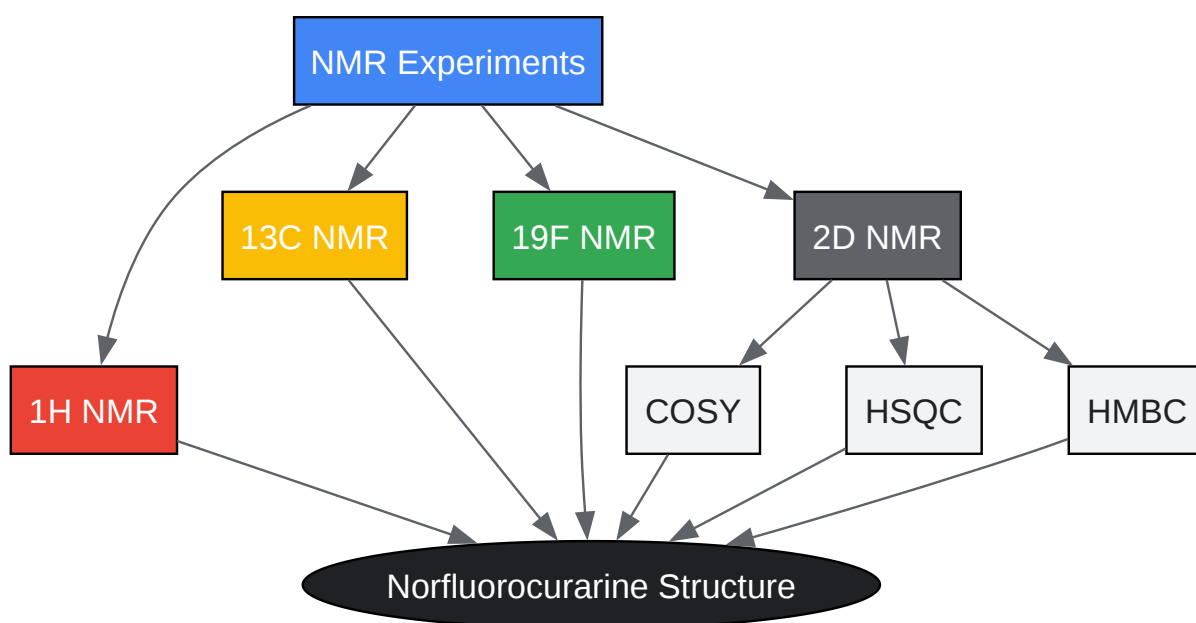 NMR Experiments
13C NMR
19F NMR
2D NMR
1H NMR
COSY
HSQC
HMBC
Norfluorocurarine Structure